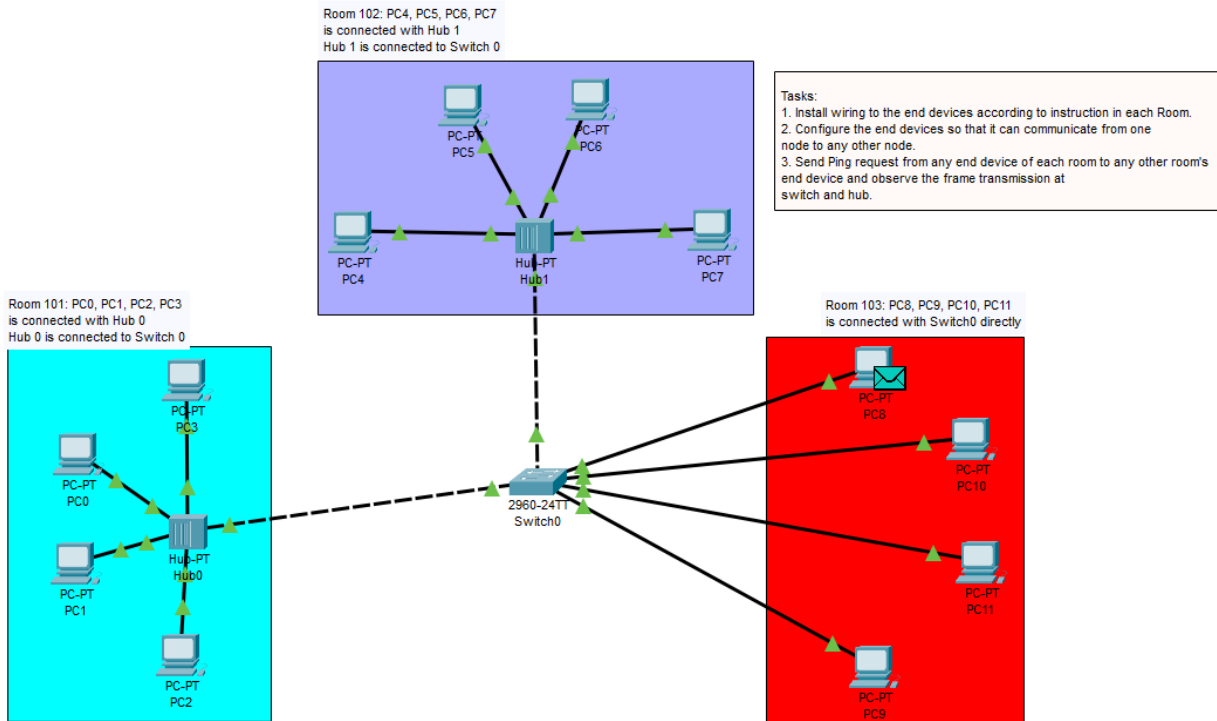 Room 102: PC4, PC5, PC6, PC7
is connected with Hub 1
Hub 1 is connected to Switch 0
Tasks:
1. Install wiring to the end devices according to instruction in each Room.
2. Configure the end devices so that it can communicate from one
node to any other node.
3. Send Ping request from any end device of each room to any other room's
end device and observe the frame transmission at
switch and hub.
PC-PT
PC5
PC-PT
PC6
PC-PT
PC4
Hub-PT
Hub1
PC-PT
PC7
Room 101: PC0, PC1, PC2, PC3
is connected with Hub 0
Hub 0 is connected to Switch 0
Room 103: PC8, PC9, PC10, PC11
is connected with Switch0 directly
PC-PT
PC3
PC-PT
PC8
PC-PT
PC0
PC-PT
PC10
2960-24TT
Switch0
Hub-PT
Hub0
PC-PT
PC1
PC-PT
PC11
PC-PT
PC2
PC-PT
PC9